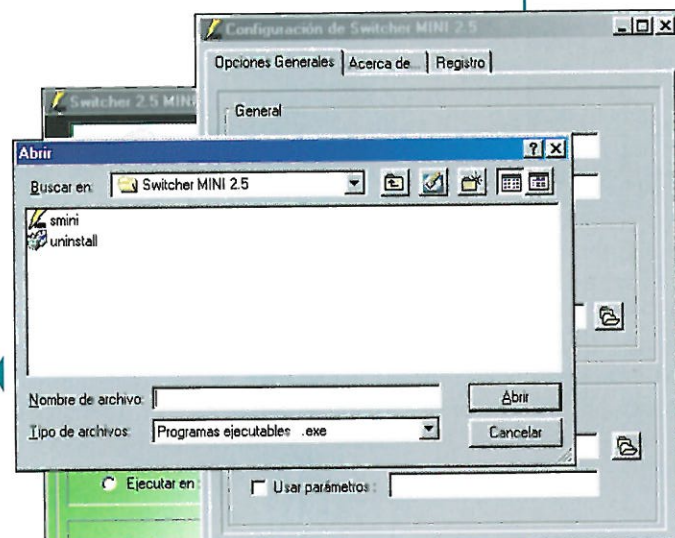 Configuración de Switcher MINI 2.5
Opciones Generales
Acerca de...
Registro
Switcher 2.5 MINI
General
Abrir
Buscar en:
Switcher MINI 2.5
smini
uninstall
Nombre de archivo:
Abrir
Tipo de archivos:
Programas ejecutables .exe
Cancelar
Ejecutar en:
Usar parámetros :